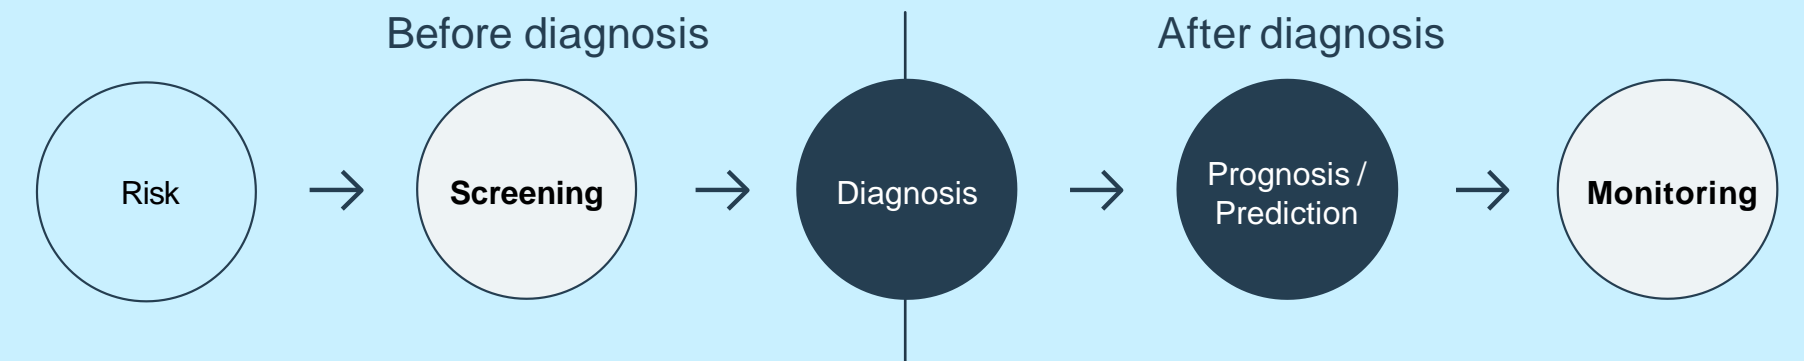 Before diagnosis
After diagnosis
Risk
Screening
Diagnosis
Prognosis /
Prediction
Monitoring